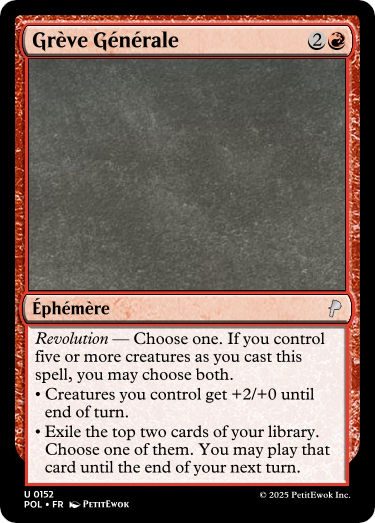 Grève Générale 2
Éphémère
Revolution — Choose one. If you control
five or more creatures as you cast this
spell, you may choose both.
• Creatures you control get +2/+0 until
end of turn.
• Exile the top two cards of your library.
Choose one of them. You may play that
card until the end of your next turn.
U 0152
POL • FR PetitEwok
© 2025 PetitEwok Inc.